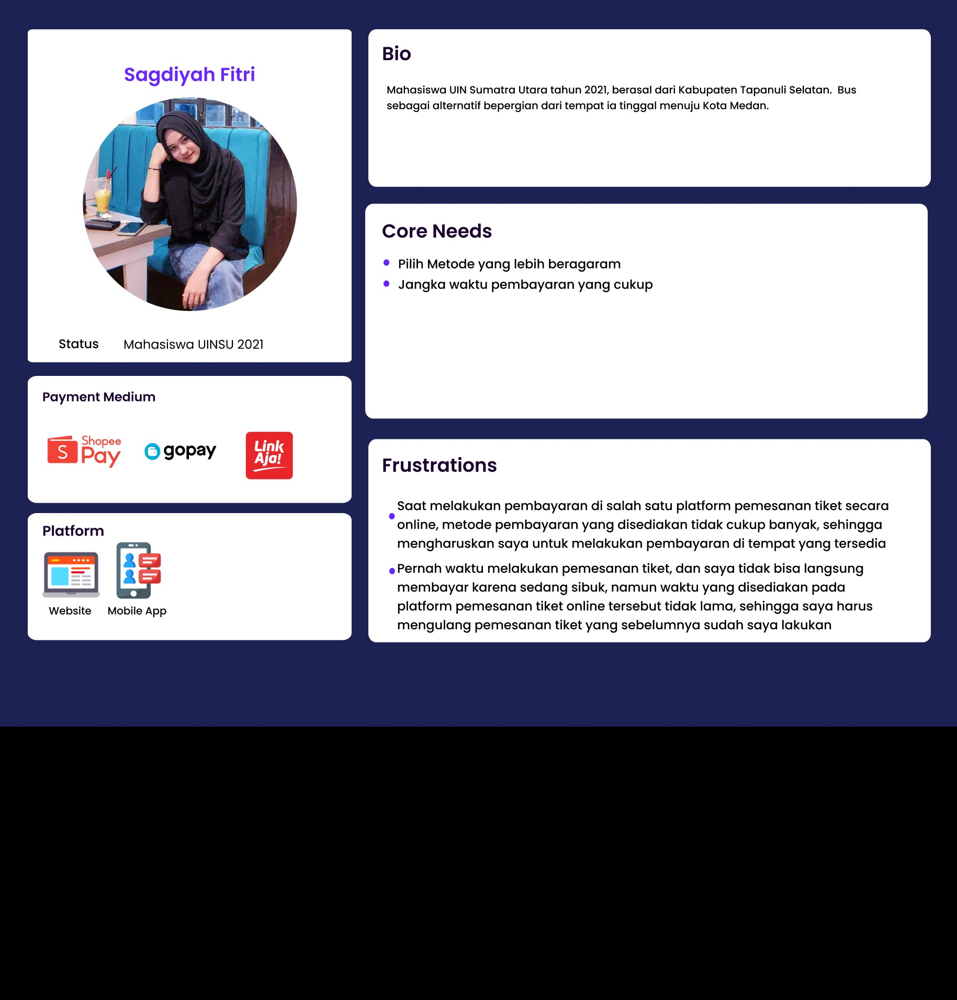 Sagdiyah Fitri
Status Mahasiswa UINSU 2021
Payment Medium
S Shopee Pay
gopay
Link
Aja!
Platform
Website Mobile App
Bio
Mahasiswa UIN Sumatra Utara tahun 2021, berasal dari Kabupaten Tapanuli Selatan. Bus
sebagai alternatif bepergian dari tempat ia tinggal menuju Kota Medan.
Core Needs
Pilih Metode yang lebih beragaram
Jangka waktu pembayaran yang cukup
Frustrations
Saat melakukan pembayaran di salah satu platform pemesanan tiket secara
online, metode pembayaran yang disediakan tidak cukup banyak, sehingga
mengharuskan saya untuk melakukan pembayaran di tempat yang tersedia
Pernah waktu melakukan pemesanan tiket, dan saya tidak bisa langsung
membayar karena sedang sibuk, namun waktu yang disediakan pada
platform pemesanan tiket online tersebut tidak lama, sehingga saya harus
mengulang pemesanan tiket yang sebelumnya sudah saya lakukan